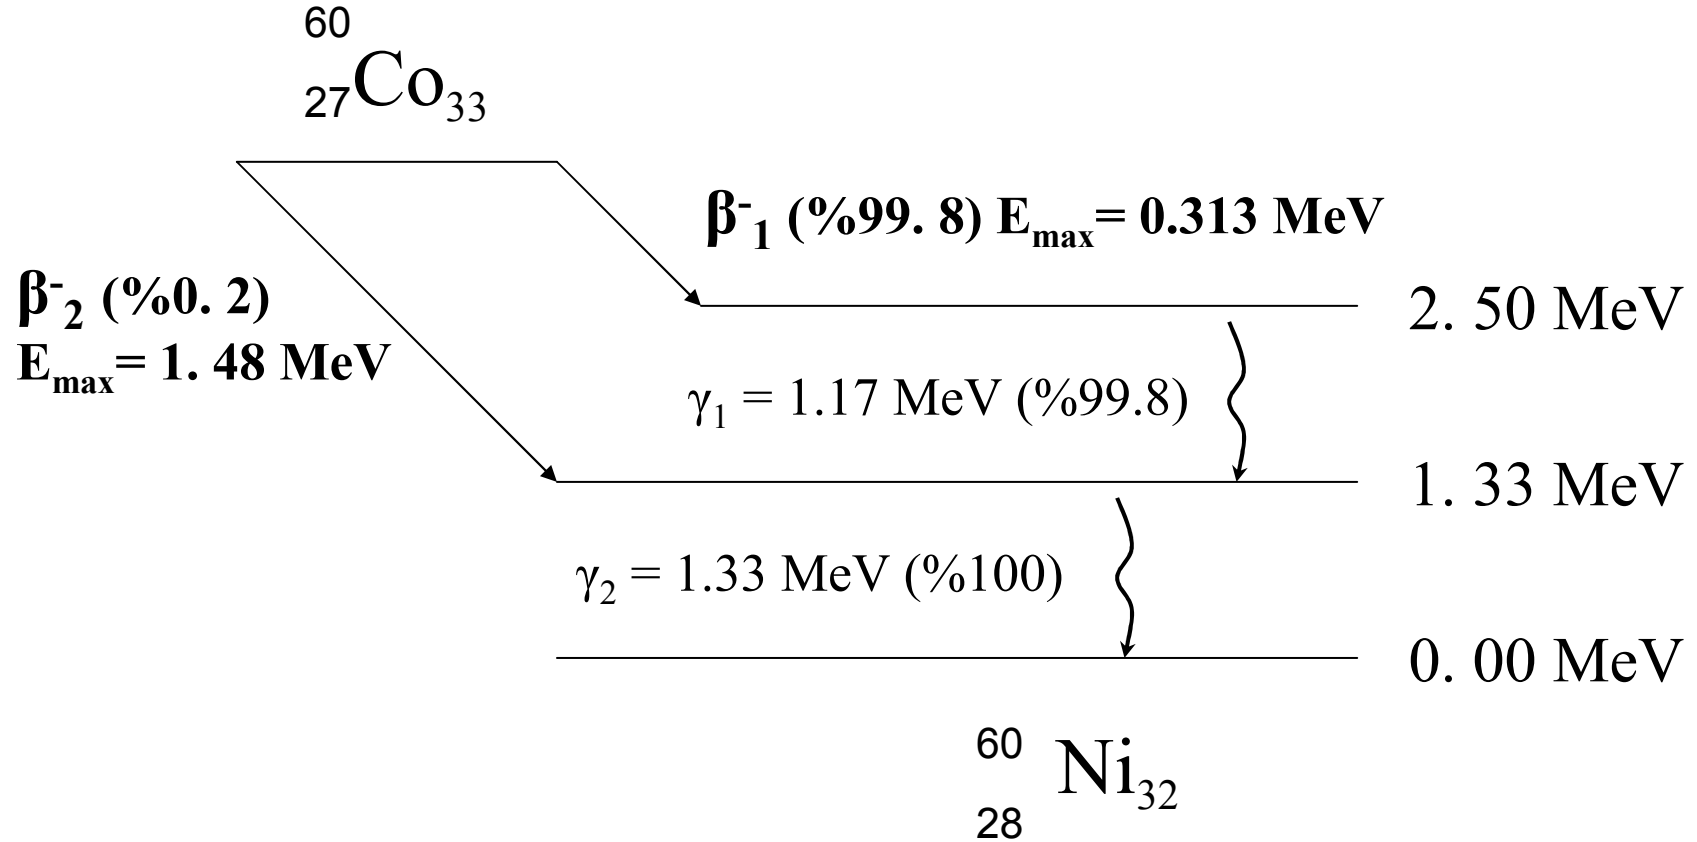 60
27Co33
β-1 (%99. 8) Emax= 0.313 MeV
β-2 (%0. 2)
Emax= 1. 48 MeV
2. 50 MeV
γ1 = 1.17 MeV (%99.8)
1. 33 MeV
γ2 = 1.33 MeV (%100)
0. 00 MeV
60
Ni32
28